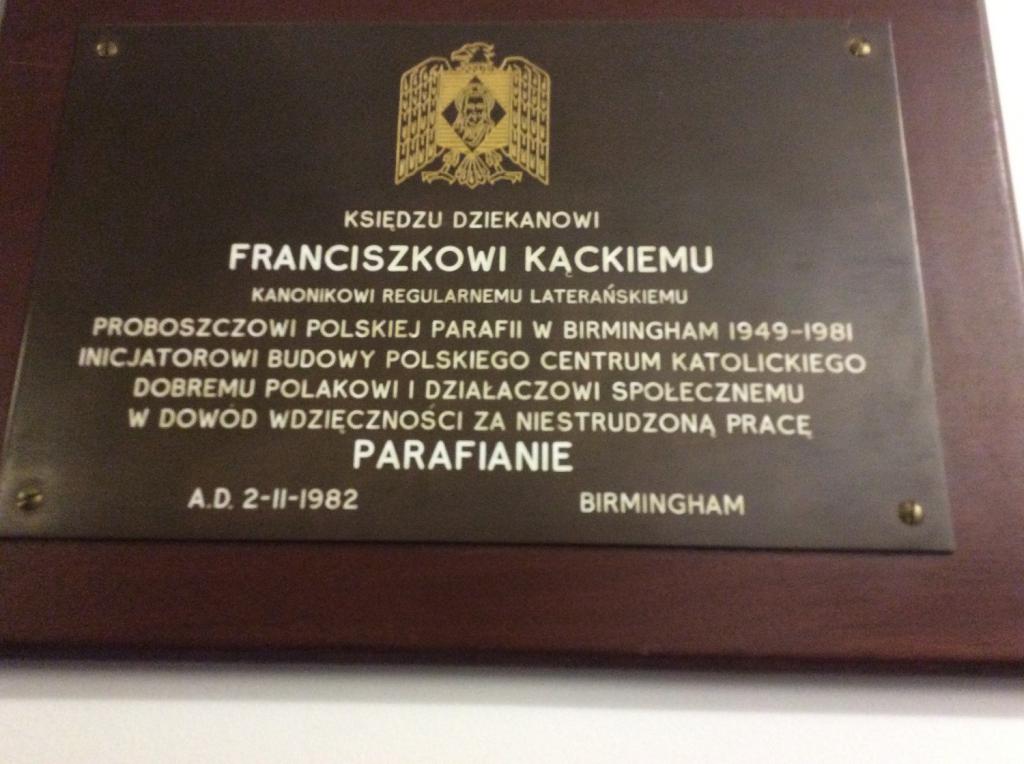 KSIĘDZU DZIEKANOWI
FRANCISZKOWI KĄCKIEMU
KANONIKOWI REGULARNEMU LATERAŃSKIEMU
PROBOSZCZOWI POLSKIEJ PARAFII W BIRMINGHAM 1949-1981
INICJATOROWI BUDOWY POLSKIEGO CENTRUM KATOLICKIEGO
DOBREMU POLAKOWI I DZIAŁACZOWI SPOŁECZNEMU
W DOWÓD WDZIĘCZNOŚCI ZA NIESTRUDZONĄ PRACĘ
PARAFIANIE
A.D. 2-II-1982 BIRMINGHAM